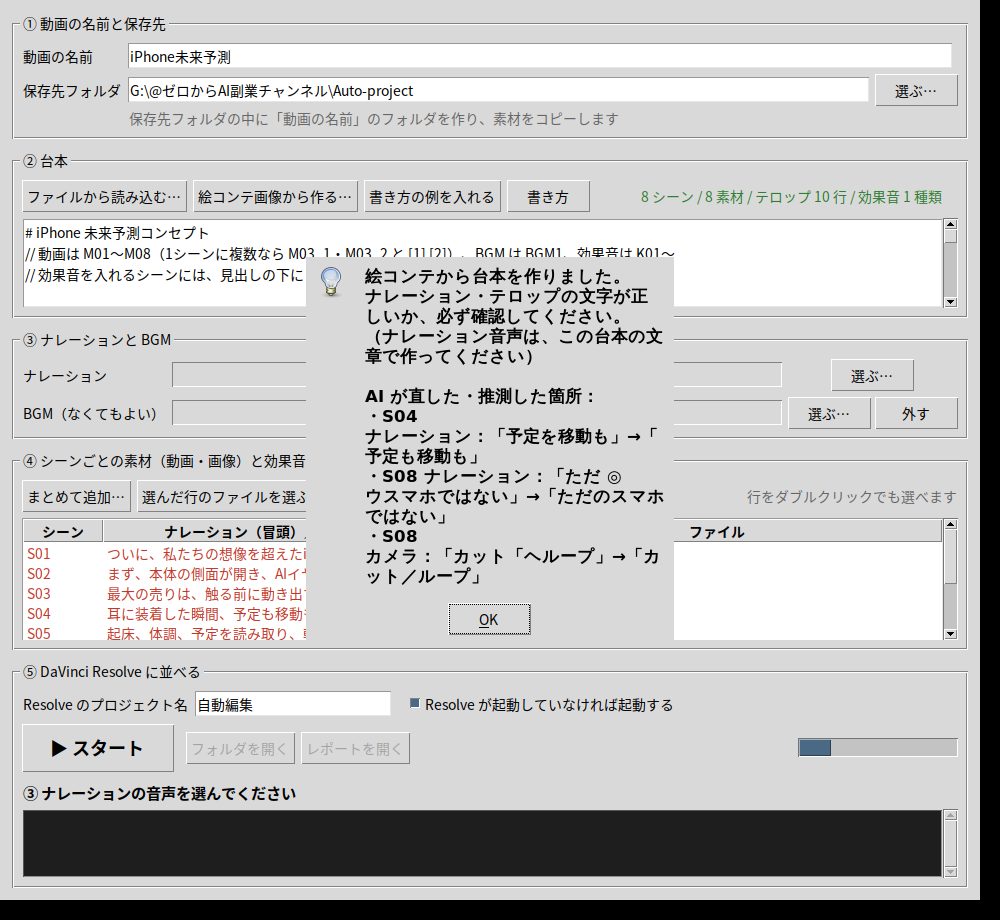 ① 動画の名前と保存先
動画の名前
iPhone未来予測
保存先フォルダ
G:\@ゼロからAI副業チャンネル\Auto-project
選ぶ…
保存先フォルダの中に「動画の名前」のフォルダを作り、素材をコピーします
② 台本
ファイルから読み込む…
絵コンテ画像から作る…
書き方の例を入れる
書き方
8 シーン / 8 素材 / テロップ 10 行 / 効果音 1 種類
# iPhone 未来予測コンセプト
// 動画は M01～M08（1シーンに複数なら M03_1・M03_2 と [1] [2]）、BGM は BGM1、効果音は K01～
// 効果音を入れるシーンには、見出しの下に
絵コンテから台本を作りました。
ナレーション・テロップの文字が正
しいか、必ず確認してください。
（ナレーション音声は、この台本の文
章で作ってください）
AI が直した・推測した箇所：
・S04
ナレーション：「予定を移動も」→「
予定も移動も」
・S08 ナレーション：「ただ ◎
ウスマホではない」→「ただのスマホ
ではない」
・S08
カメラ：「カット「ヘループ」→「カ
ット／ループ」
OK
③ ナレーションと BGM
ナレーション
選ぶ…
BGM（なくてもよい）
選ぶ…
外す
④ シーンごとの素材（動画・画像）と効果音
まとめて追加…
選んだ行のファイルを選ぶ
行をダブルクリックでも選べます
シーン
ナレーション（冒頭）
ファイル
S01
ついに、私たちの想像を超えたi
S02
まず、本体の側面が開き、AIイヤ
S03
最大の売りは、触る前に動き出す
S04
耳に装着した瞬間、予定も移動も
S05
起床、体調、予定を読み取り、
⑤ DaVinci Resolve に並べる
Resolve のプロジェクト名
自動編集
Resolve が起動していなければ起動する
▶ スタート
フォルダを開く
レポートを開く
③ ナレーションの音声を選んでください